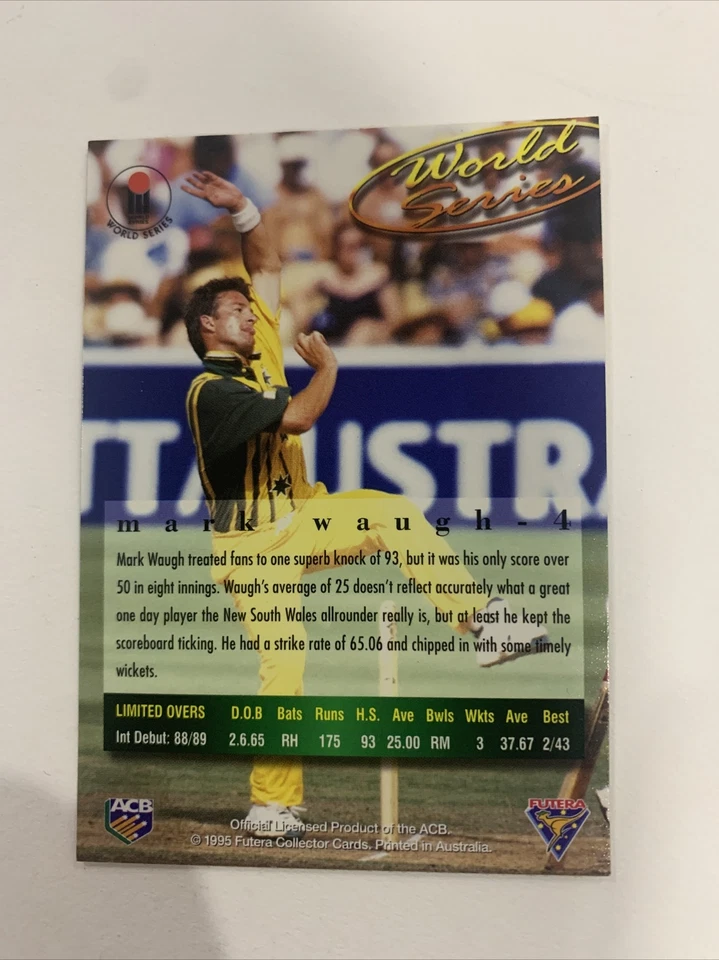 World
Series
WORLD SERIES
TT AUSTRA
mark waugh - 4
Mark Waugh treated fans to one superb knock of 93, but it was his only score over
50 in eight innings. Waugh's average of 25 doesn't reflect accurately what a great
one day player the New South Wales allrounder really is, but at least he kept the
scoreboard ticking. He had a strike rate of 65.06 and chipped in with some timely
wickets.
LIMITED OVERS D.O.B Bats Runs H.S. Ave Bwls Wkts Ave Best
Int Debut: 88/89 2.6.65 RH 175 93 25.00 RM 3 37.67 2/43
ACB
FUTERA
Official Licensed Product of the ACB.
© 1995 Futera Collector Cards. Printed in Australia.